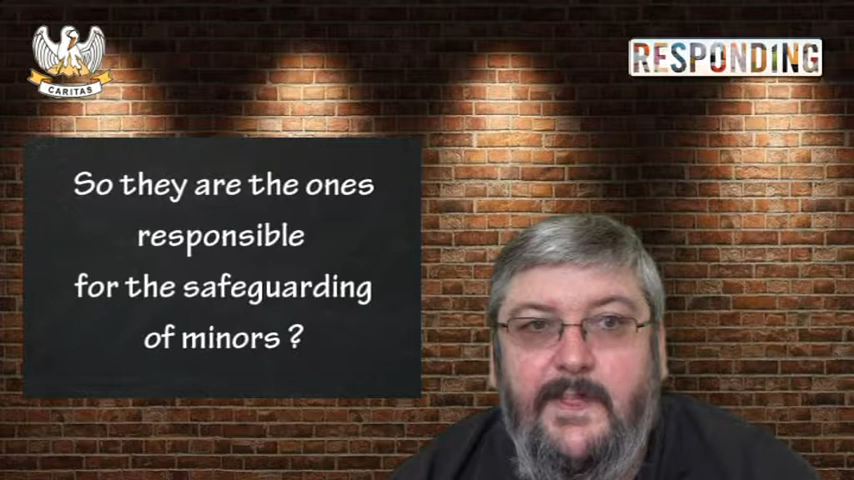 CARITAS
RESPONDING
So they are the ones
responsible
for the safeguarding
of minors ?